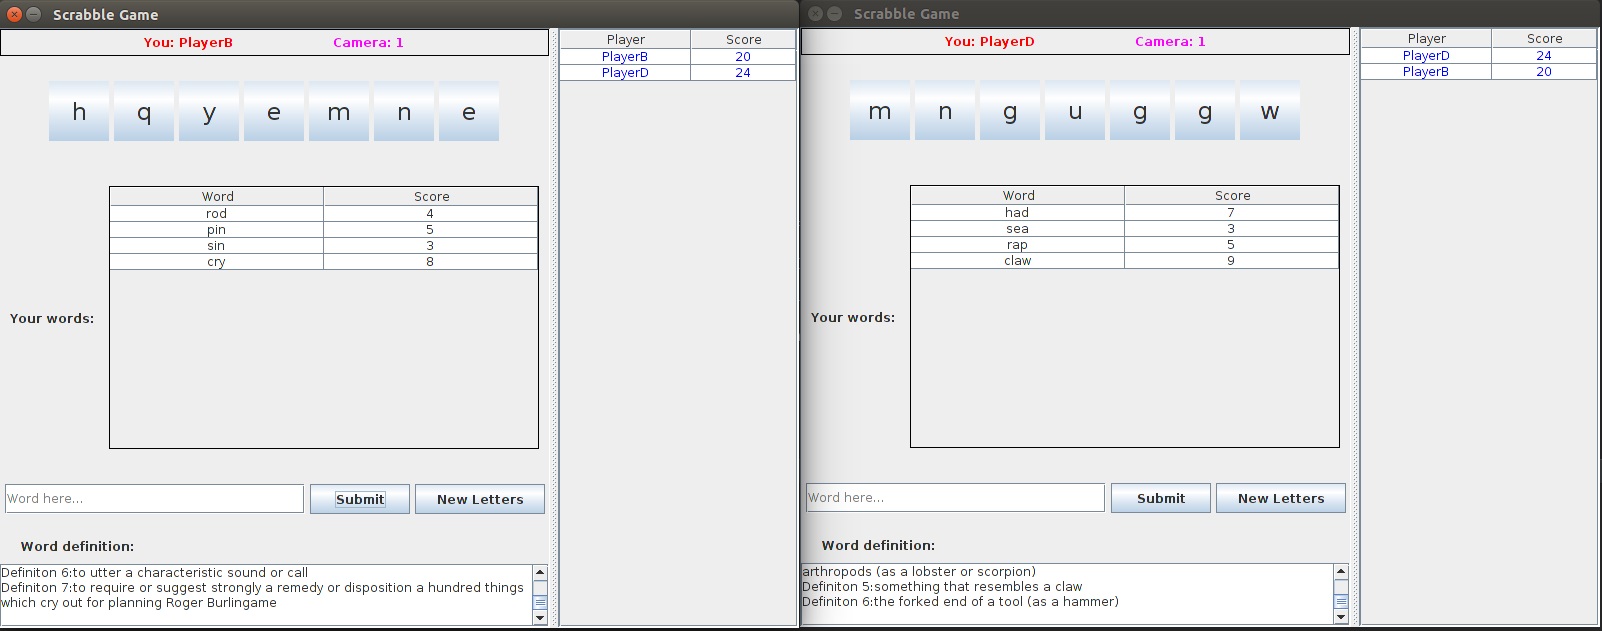 Scrabble Game
You: PlayerB Camera: 1
Player Score
PlayerB 20
PlayerD 24
h q y e m n e
Word Score
rod 4
pin 5
sin 3
cry 8
Your words:
Word here...
Submit
New Letters
Word definition:
Definiton 6:to utter a characteristic sound or call
Definiton 7:to require or suggest strongly a remedy or disposition a hundred things
which cry out for planning Roger Burlingame
Scrabble Game
You: PlayerD Camera: 1
Player Score
PlayerD 24
PlayerB 20
m n g u g g w
Word Score
had 7
sea 3
rap 5
claw 9
Your words:
Word here...
Submit
New Letters
Word definition:
arthropods (as a lobster or scorpion)
Definiton 5:something that resembles a claw
Definiton 6:the forked end of a tool (as a hammer)